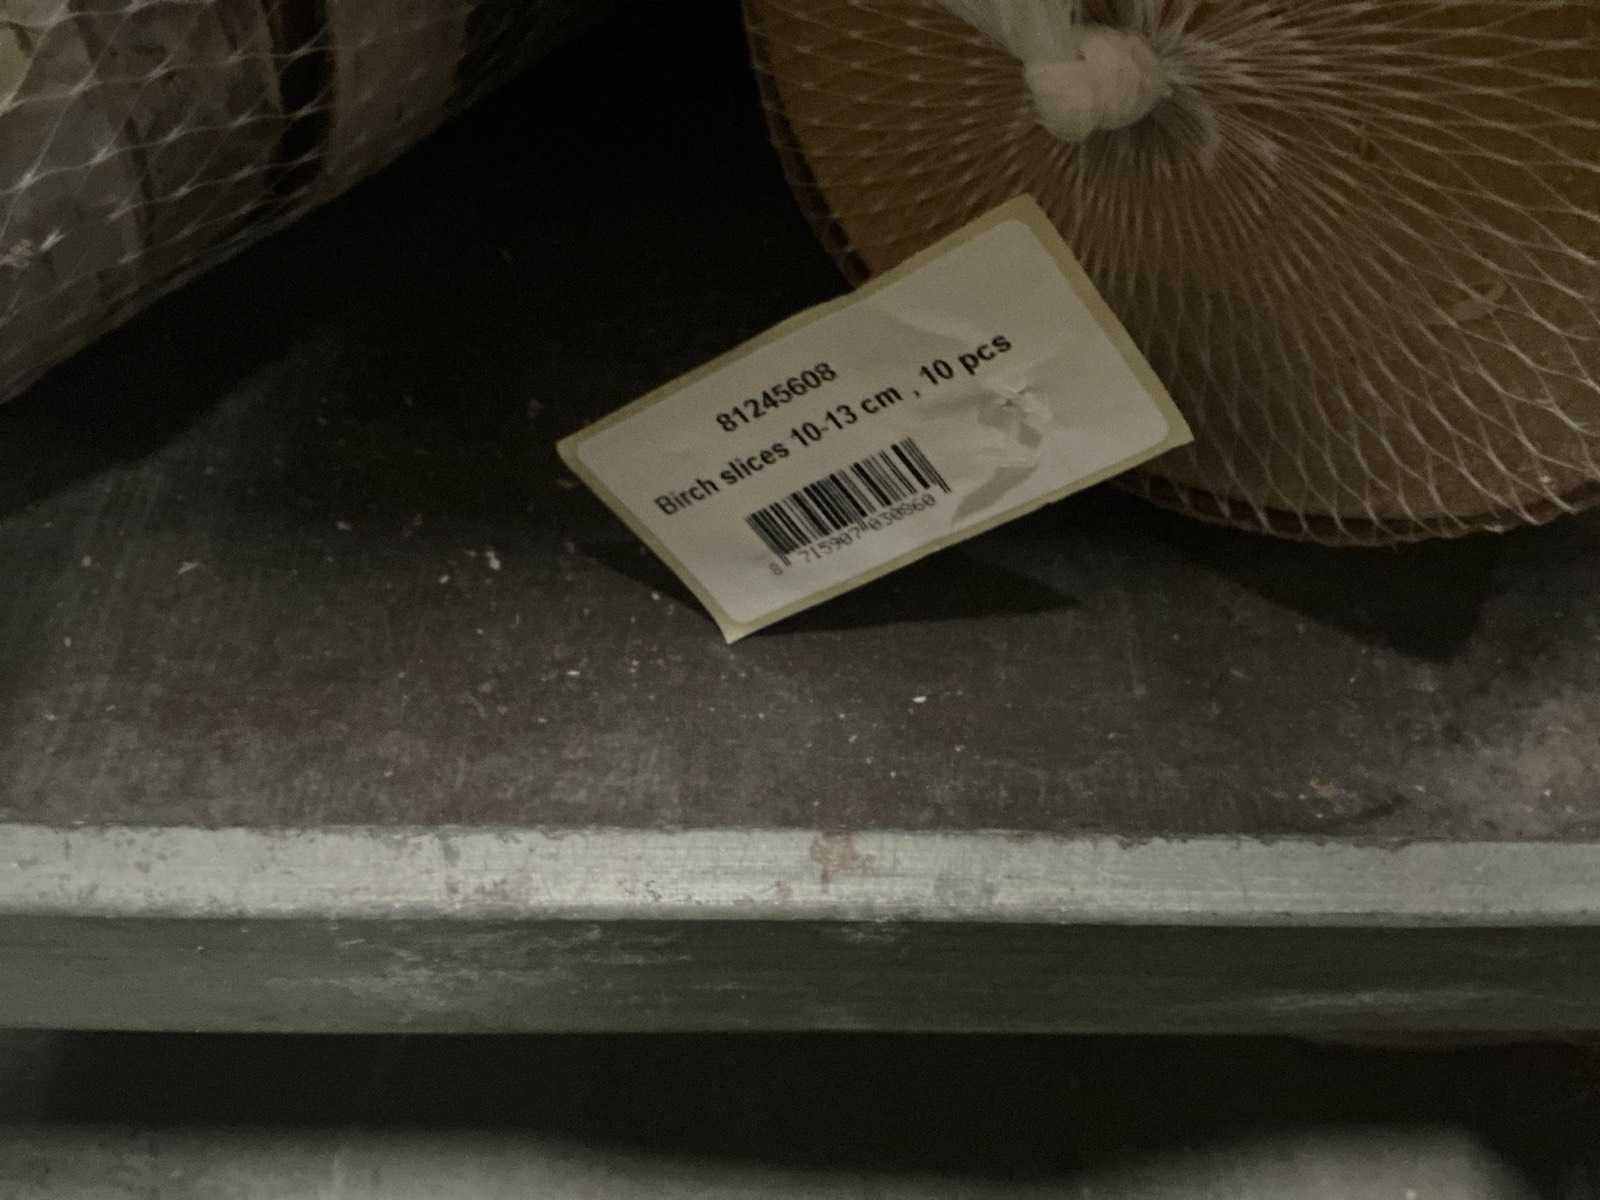 81245608
Birch slices 10-13 cm , 10 pcs
8 715907 030860